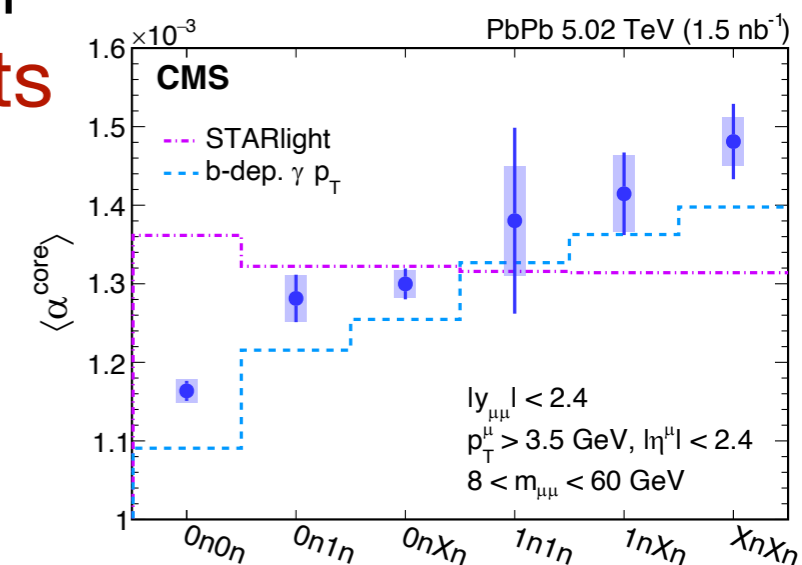 ts
×10⁻³
PbPb 5.02 TeV (1.5 nb⁻¹)
CMS
STARlight
b-dep. γ p_T
⟨α^core⟩
1.6
1.5
1.4
1.3
1.2
1.1
1
|y_μμ| < 2.4
p_T^μ > 3.5 GeV, |η^μ| < 2.4
8 < m_μμ < 60 GeV
0n0n 0n1n 0nXn 1n1n 1nXn XnXn